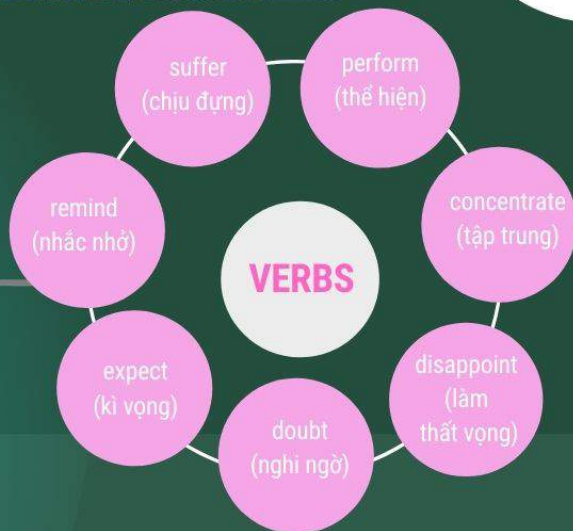 suffer
(chịu đựng)
perform
(thể hiện)
concentrate
(tập trung)
disappoint
(làm
thất vọng)
doubt
(nghi ngờ)
expect
(kì vọng)
remind
(nhắc nhở)
VERBS